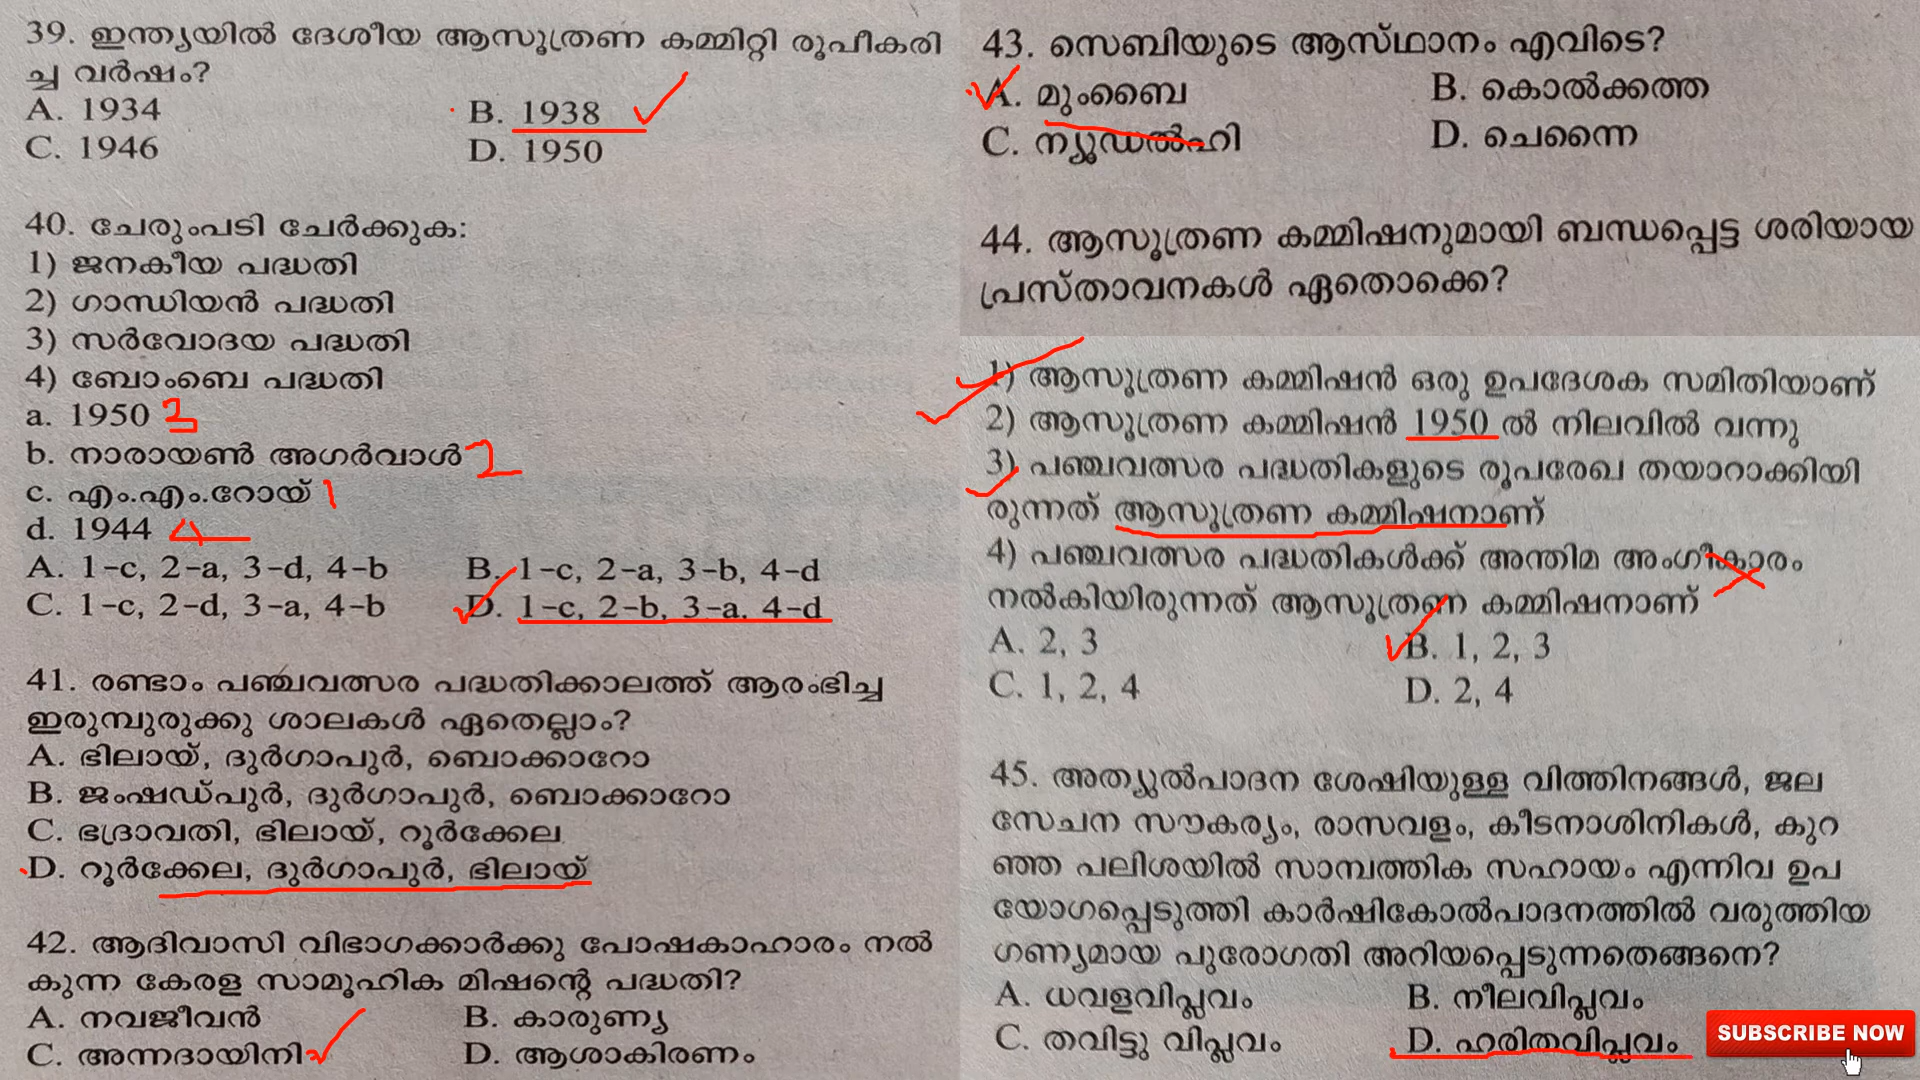 39. ഇന്ത്യയിൽ ദേശീയ ആസൂത്രണ കമ്മിറ്റി രൂപീകരി
ച്ച വർഷം?
A. 1934
B. 1938
C. 1946
D. 1950
40. ചേരുംപടി ചേർക്കുക:
1) ജനകീയ പദ്ധതി
2) ഗാന്ധിയൻ പദ്ധതി
3) സർവോദയ പദ്ധതി
4) ബോംബെ പദ്ധതി
a. 1950 3
b. നാരായൺ അഗർവാൾ 2
c. എം.എം.റോയ് 1
d. 1944 4
A. 1-c, 2-a, 3-d, 4-b
B. 1-c, 2-a, 3-b, 4-d
C. 1-c, 2-d, 3-a, 4-b
D. 1-c, 2-b, 3-a, 4-d
41. രണ്ടാം പഞ്ചവത്സര പദ്ധതിക്കാലത്ത് ആരംഭിച്ച
ഇരുമ്പുരുക്കു ശാലകൾ ഏതെല്ലാം?
A. ഭിലായ്, ദുർഗാപുർ, ബൊക്കാറോ
B. ജംഷഡ്പുർ, ദുർഗാപുർ, ബൊക്കാറോ
C. ഭദ്രാവതി, ഭിലായ്, റൂർക്കേല
D. റൂർക്കേല, ദുർഗാപുർ, ഭിലായ്
42. ആദിവാസി വിഭാഗക്കാർക്കു പോഷകാഹാരം നൽ
കുന്ന കേരള സാമൂഹിക മിഷന്റെ പദ്ധതി?
A. നവജീവൻ
B. കാരുണ്യ
C. അന്നദായിനി
D. ആശാകിരണം
43. സെബിയുടെ ആസ്ഥാനം എവിടെ?
A. മുംബൈ
B. കൊൽക്കത്ത
C. ന്യൂഡൽഹി
D. ചെന്നൈ
44. ആസൂത്രണ കമ്മിഷനുമായി ബന്ധപ്പെട്ട ശരിയായ
പ്രസ്താവനകൾ ഏതൊക്കെ?
1) ആസൂത്രണ കമ്മിഷൻ ഒരു ഉപദേശക സമിതിയാണ്
2) ആസൂത്രണ കമ്മിഷൻ 1950 ൽ നിലവിൽ വന്നു
3) പഞ്ചവത്സര പദ്ധതികളുടെ രൂപരേഖ തയാറാക്കിയി
രുന്നത് ആസൂത്രണ കമ്മിഷനാണ്
4) പഞ്ചവത്സര പദ്ധതികൾക്ക് അന്തിമ അംഗീകാരം
നൽകിയിരുന്നത് ആസൂത്രണ കമ്മിഷനാണ്
A. 2, 3
B. 1, 2, 3
C. 1, 2, 4
D. 2, 4
45. അത്യുൽപാദന ശേഷിയുള്ള വിത്തിനങ്ങൾ, ജല
സേചന സൗകര്യം, രാസവളം, കീടനാശിനികൾ, കുറ
ഞ്ഞ പലിശയിൽ സാമ്പത്തിക സഹായം എന്നിവ ഉപ
യോഗപ്പെടുത്തി കാർഷികോൽപാദനത്തിൽ വരുത്തിയ
ഗണ്യമായ പുരോഗതി അറിയപ്പെടുന്നതെങ്ങനെ?
A. ധവളവിപ്ലവം
B. നീലവിപ്ലവം
C. തവിട്ടു വിപ്ലവം
D. ഹരിതവിപ്ലവം
SUBSCRIBE NOW